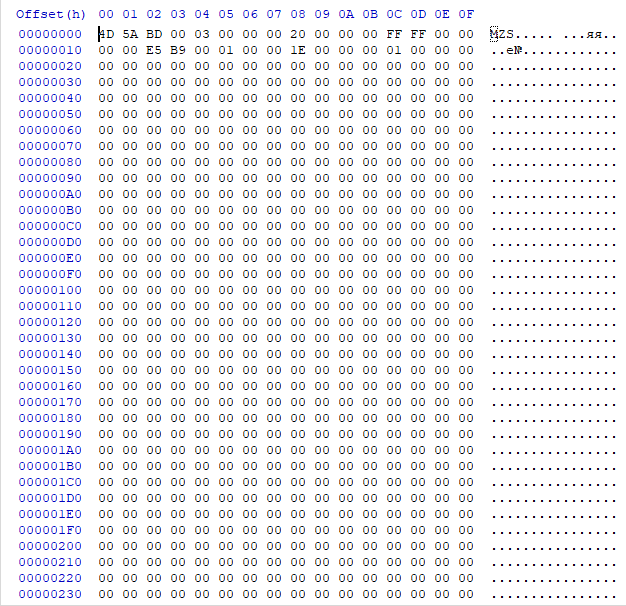 Offset(h) 00 01 02 03 04 05 06 07 08 09 0A 0B 0C 0D 0E 0F
00000000 4D 5A BD 00 03 00 00 00 20 00 00 00 FF FF 00 00 MZЅ..... ...яя..
00000010 00 00 E5 B9 00 01 00 00 1E 00 00 00 01 00 00 00 ..е№............
00000020 00 00 00 00 00 00 00 00 00 00 00 00 00 00 00 00 ................
00000030 00 00 00 00 00 00 00 00 00 00 00 00 00 00 00 00 ................
00000040 00 00 00 00 00 00 00 00 00 00 00 00 00 00 00 00 ................
00000050 00 00 00 00 00 00 00 00 00 00 00 00 00 00 00 00 ................
00000060 00 00 00 00 00 00 00 00 00 00 00 00 00 00 00 00 ................
00000070 00 00 00 00 00 00 00 00 00 00 00 00 00 00 00 00 ................
00000080 00 00 00 00 00 00 00 00 00 00 00 00 00 00 00 00 ................
00000090 00 00 00 00 00 00 00 00 00 00 00 00 00 00 00 00 ................
000000A0 00 00 00 00 00 00 00 00 00 00 00 00 00 00 00 00 ................
000000B0 00 00 00 00 00 00 00 00 00 00 00 00 00 00 00 00 ................
000000C0 00 00 00 00 00 00 00 00 00 00 00 00 00 00 00 00 ................
000000D0 00 00 00 00 00 00 00 00 00 00 00 00 00 00 00 00 ................
000000E0 00 00 00 00 00 00 00 00 00 00 00 00 00 00 00 00 ................
000000F0 00 00 00 00 00 00 00 00 00 00 00 00 00 00 00 00 ................
00000100 00 00 00 00 00 00 00 00 00 00 00 00 00 00 00 00 ................
00000110 00 00 00 00 00 00 00 00 00 00 00 00 00 00 00 00 ................
00000120 00 00 00 00 00 00 00 00 00 00 00 00 00 00 00 00 ................
00000130 00 00 00 00 00 00 00 00 00 00 00 00 00 00 00 00 ................
00000140 00 00 00 00 00 00 00 00 00 00 00 00 00 00 00 00 ................
00000150 00 00 00 00 00 00 00 00 00 00 00 00 00 00 00 00 ................
00000160 00 00 00 00 00 00 00 00 00 00 00 00 00 00 00 00 ................
00000170 00 00 00 00 00 00 00 00 00 00 00 00 00 00 00 00 ................
00000180 00 00 00 00 00 00 00 00 00 00 00 00 00 00 00 00 ................
00000190 00 00 00 00 00 00 00 00 00 00 00 00 00 00 00 00 ................
000001A0 00 00 00 00 00 00 00 00 00 00 00 00 00 00 00 00 ................
000001B0 00 00 00 00 00 00 00 00 00 00 00 00 00 00 00 00 ................
000001C0 00 00 00 00 00 00 00 00 00 00 00 00 00 00 00 00 ................
000001D0 00 00 00 00 00 00 00 00 00 00 00 00 00 00 00 00 ................
000001E0 00 00 00 00 00 00 00 00 00 00 00 00 00 00 00 00 ................
000001F0 00 00 00 00 00 00 00 00 00 00 00 00 00 00 00 00 ................
00000200 00 00 00 00 00 00 00 00 00 00 00 00 00 00 00 00 ................
00000210 00 00 00 00 00 00 00 00 00 00 00 00 00 00 00 00 ................
00000220 00 00 00 00 00 00 00 00 00 00 00 00 00 00 00 00 ................
00000230 00 00 00 00 00 00 00 00 00 00 00 00 00 00 00 00 ................